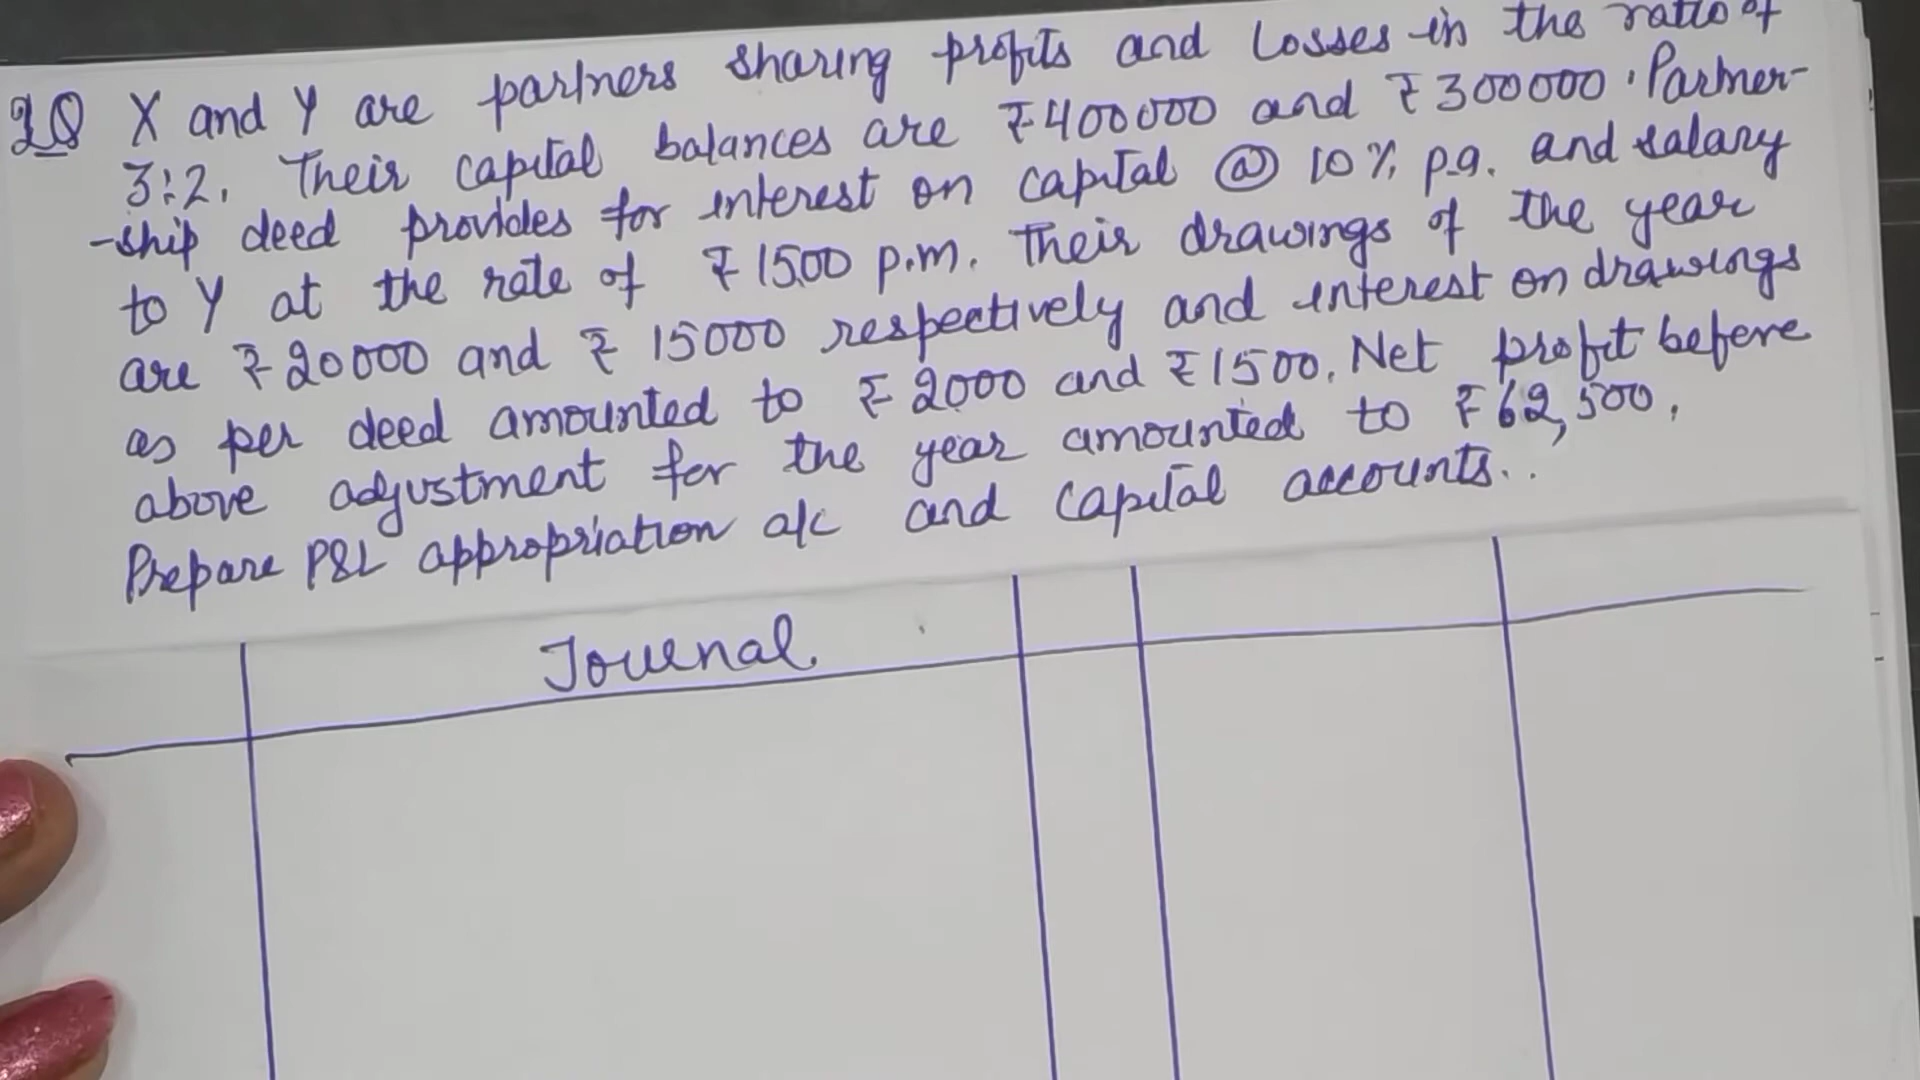 2Q X and Y are partners sharing profits and Losses in the ratio of
3:2. Their capital balances are ₹400000 and ₹300000. Partner-
-ship deed provides for interest on capital @ 10% p.a. and salary
to Y at the rate of ₹1500 p.m. Their drawings of the year
are ₹20000 and ₹ 15000 respectively and interest on drawings
as per deed amounted to ₹2000 and ₹1500. Net profit before
above adjustment for the year amounted to ₹62,500.
Prepare P&L appropriation a/c and capital accounts..
Journal.